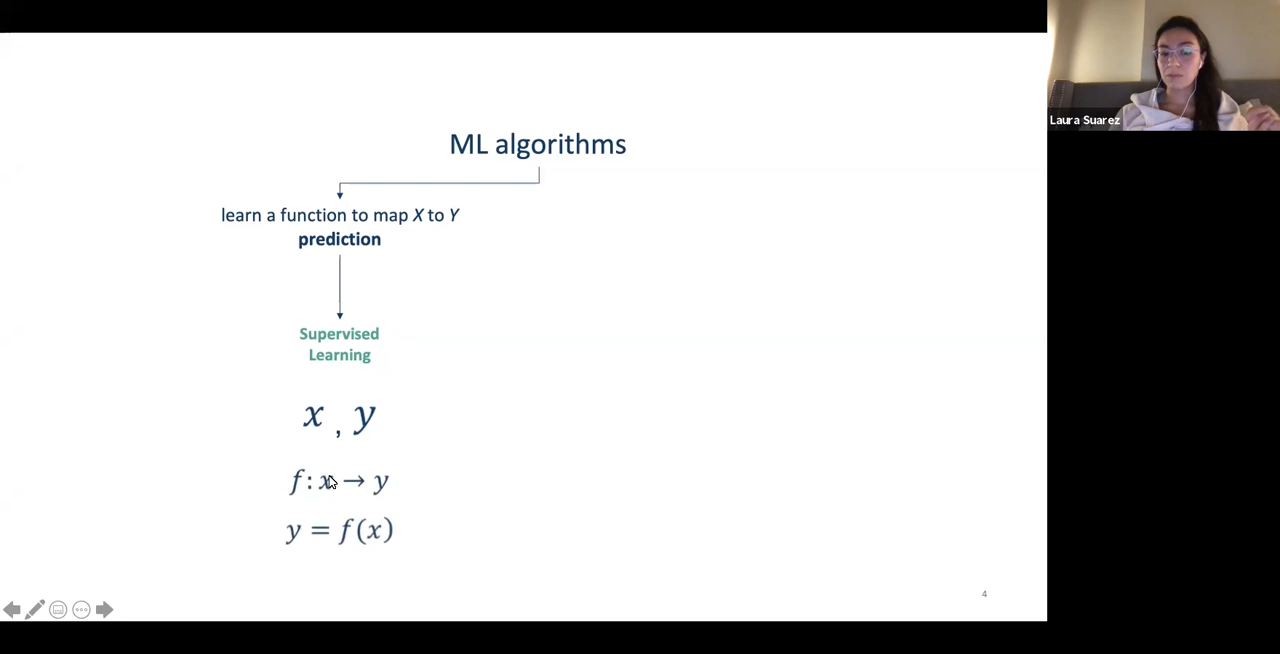 ML algorithms
learn a function to map X to Y
prediction
Supervised
Learning
x , y
f: x → y
y = f(x)
4
Laura Suarez